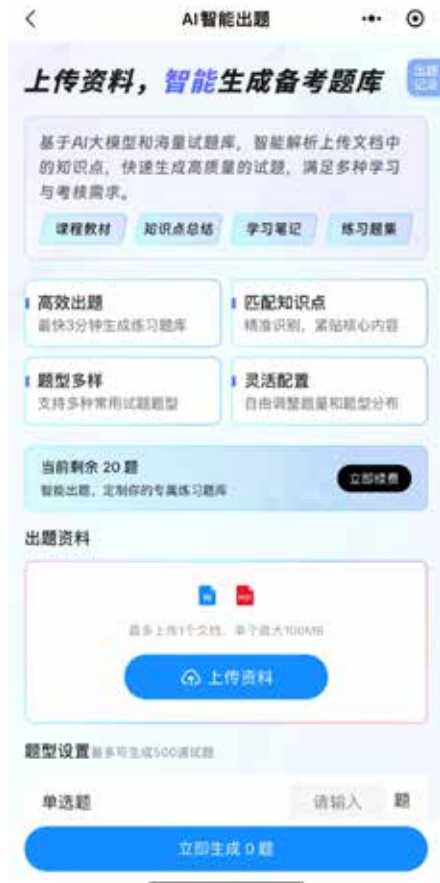 AI智能出题
上传资料，智能生成备考题库
出题
记录
基于AI大模型和海量试题库，智能解析上传文档中
的知识点，快速生成高质量的试题，满足多种学习
与考核需求。
课程教材
知识点总结
学习笔记
练习题集
高效出题
最快3分钟生成练习题库
匹配知识点
精准识别，紧贴核心内容
题型多样
支持多种常用试题题型
灵活配置
自由调整题量和题型分布
当前剩余 20 题
智能出题，定制你的专属练习题库
立即续费
出题资料
W
PDF
最多上传1个文档，单个最大100MB
上传资料
题型设置最多可生成500道试题
单选题
请输入
题
立即生成 0 题